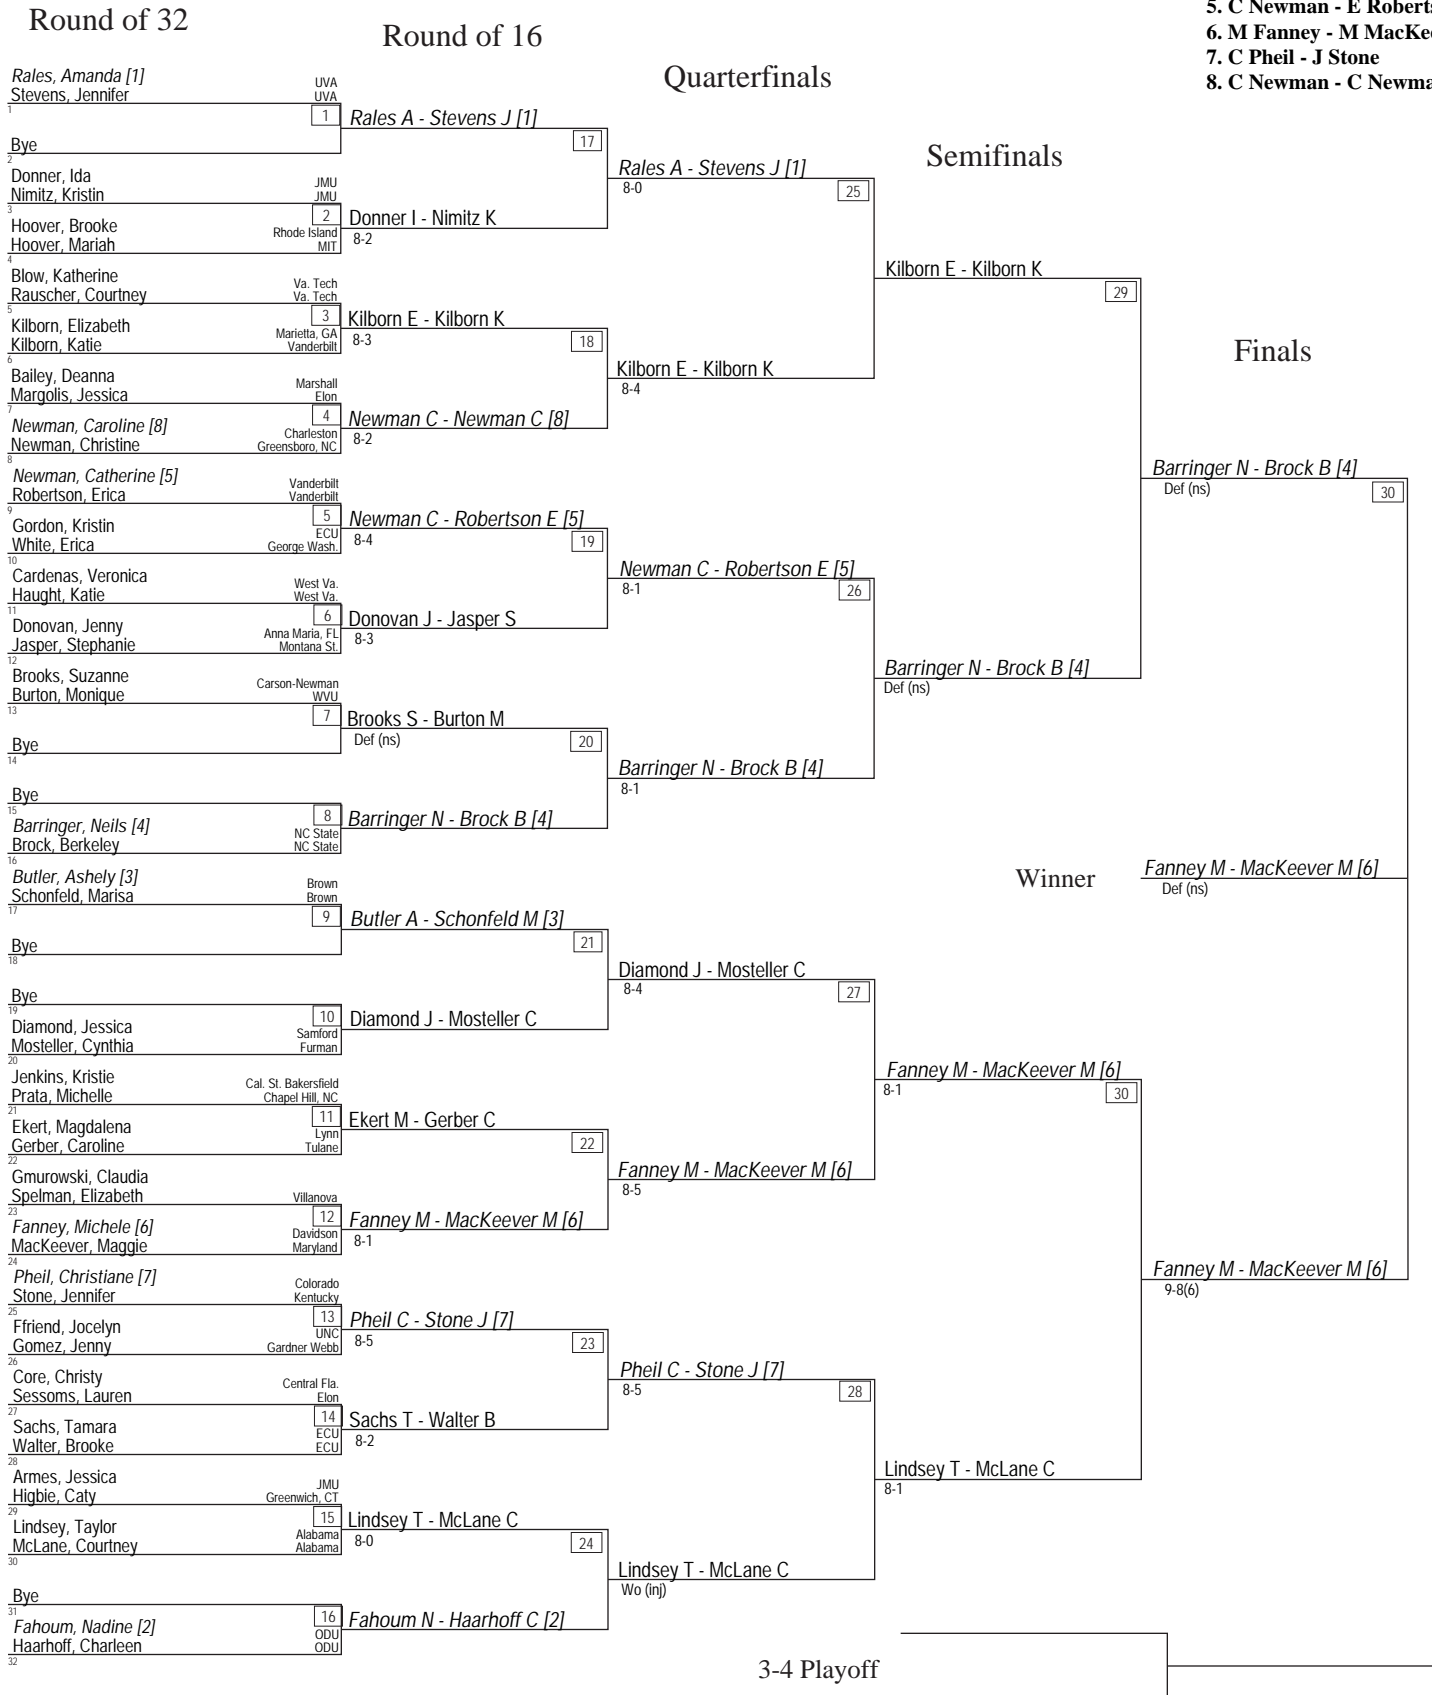 Round of 32
Round of 16
Quarterfinals
Semifinals
Finals
5. C Newman - E Roberts
6. M Fanney - M MacKe
7. C Pheil - J Stone
8. C Newman - C Newma
Rales, Amanda [1] UVA
Stevens, Jennifer UVA
1
1
Bye
2
Donner, Ida JMU
Nimitz, Kristin JMU
3
2
Hoover, Brooke Rhode Island
Hoover, Mariah MIT
4
Blow, Katherine Va. Tech
Rauscher, Courtney Va. Tech
5
3
Kilborn, Elizabeth Marietta, GA
Kilborn, Katie Vanderbilt
6
Bailey, Deanna Marshall
Margolis, Jessica Elon
7
4
Newman, Caroline [8] Charleston
Newman, Christine Greensboro, NC
8
Newman, Catherine [5] Vanderbilt
Robertson, Erica Vanderbilt
9
5
Gordon, Kristin ECU
White, Erica George Wash.
10
Cardenas, Veronica West Va.
Haught, Katie West Va.
11
6
Donovan, Jenny Anna Maria, FL
Jasper, Stephanie Montana St.
12
Brooks, Suzanne Carson-Newman
Burton, Monique WVU
13
7
Bye
14
Bye
15
8
Barringer, Neils [4] NC State
Brock, Berkeley NC State
16
Butler, Ashely [3] Brown
Schonfeld, Marisa Brown
17
9
Bye
18
Bye
19
10
Diamond, Jessica Samford
Mosteller, Cynthia Furman
20
Jenkins, Kristie Cal. St. Bakersfield
Prata, Michelle Chapel Hill, NC
21
11
Ekert, Magdalena Lynn
Gerber, Caroline Tulane
22
Gmurowski, Claudia
Spelman, Elizabeth Villanova
23
12
Fanney, Michele [6] Davidson
MacKeever, Maggie Maryland
24
Pheil, Christiane [7] Colorado
Stone, Jennifer Kentucky
25
13
Ffriend, Jocelyn UNC
Gomez, Jenny Gardner Webb
26
Core, Christy Central Fla.
Sessoms, Lauren Elon
27
14
Sachs, Tamara ECU
Walter, Brooke ECU
28
Armes, Jessica JMU
Higbie, Caty Greenwich, CT
29
15
Lindsey, Taylor Alabama
McLane, Courtney Alabama
30
Bye
31
16
Fahoum, Nadine [2] ODU
Haarhoff, Charleen ODU
32
Rales A - Stevens J [1]
17
Donner I - Nimitz K
8-2
Kilborn E - Kilborn K
8-3
18
Newman C - Newman C [8]
8-2
Newman C - Robertson E [5]
8-4
19
Donovan J - Jasper S
8-3
Brooks S - Burton M
Def (ns)
20
Barringer N - Brock B [4]
Butler A - Schonfeld M [3]
21
Diamond J - Mosteller C
Ekert M - Gerber C
22
Fanney M - MacKeever M [6]
8-1
Pheil C - Stone J [7]
8-5
23
Sachs T - Walter B
8-2
Lindsey T - McLane C
8-0
24
Fahoum N - Haarhoff C [2]
Rales A - Stevens J [1]
8-0
25
Kilborn E - Kilborn K
8-4
Newman C - Robertson E [5]
8-1
26
Barringer N - Brock B [4]
8-1
Diamond J - Mosteller C
8-4
27
Fanney M - MacKeever M [6]
8-5
Pheil C - Stone J [7]
8-5
28
Lindsey T - McLane C
Wo (inj)
Kilborn E - Kilborn K
29
Barringer N - Brock B [4]
Def (ns)
Fanney M - MacKeever M [6]
8-1
30
Lindsey T - McLane C
8-1
Barringer N - Brock B [4]
Def (ns)
30
Winner
Fanney M - MacKeever M [6]
Def (ns)
Fanney M - MacKeever M [6]
9-8(6)
3-4 Playoff